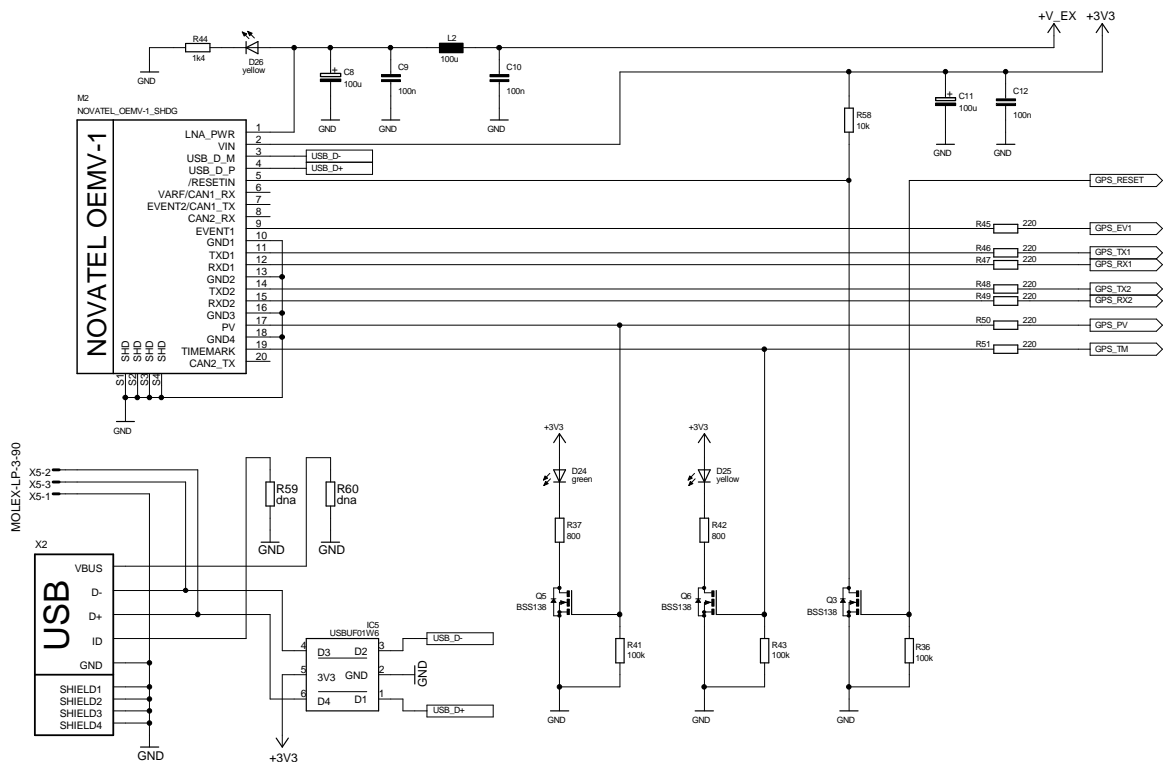 +V_EX
+3V3
R44
1k4
D26
yellow
GND
C8
100u
GND
C9
100n
GND
L2
100u
C10
100n
GND
C11
100u
GND
C12
100n
GND
R58
10k
M2
NOVATEL_OEMV-1_SHDG
NOVATEL OEMV-1
LNA_PWR 1
VIN 2
USB_D_M 3 USB_D-
USB_D_P 4 USB_D+
/RESETIN 5
VARF/CAN1_RX 6
EVENT2/CAN1_TX 7
CAN2_RX 8
EVENT1 9
GND1 10
TXD1 11
RXD1 12
GND2 13
TXD2 14
RXD2 15
GND3 16
PV 17
GND4 18
TIMEMARK 19
CAN2_TX 20
SHD SHD SHD SHD
S1 S2 S3 S4
GND
GPS_RESET
R45 220 GPS_EV1
R46 220 GPS_TX1
R47 220 GPS_RX1
R48 220 GPS_TX2
R49 220 GPS_RX2
R50 220 GPS_PV
R51 220 GPS_TM
MOLEX-LP-3-90
X5-2
X5-3
X5-1
R59
dna
GND
R60
dna
GND
X2
USB
VBUS
D-
D+
ID
GND
SHIELD1
SHIELD2
SHIELD3
SHIELD4
GND
IC5
USBUF01W6
4 D3 D2 3 USB_D-
5 3V3 GND 2 GND
6 D4 D1 1 USB_D+
+3V3
+3V3
D24
green
R37
800
Q5
BSS138
R41
100k
GND
+3V3
D25
yellow
R42
800
Q6
BSS138
R43
100k
GND
Q3
BSS138
R36
100k
GND